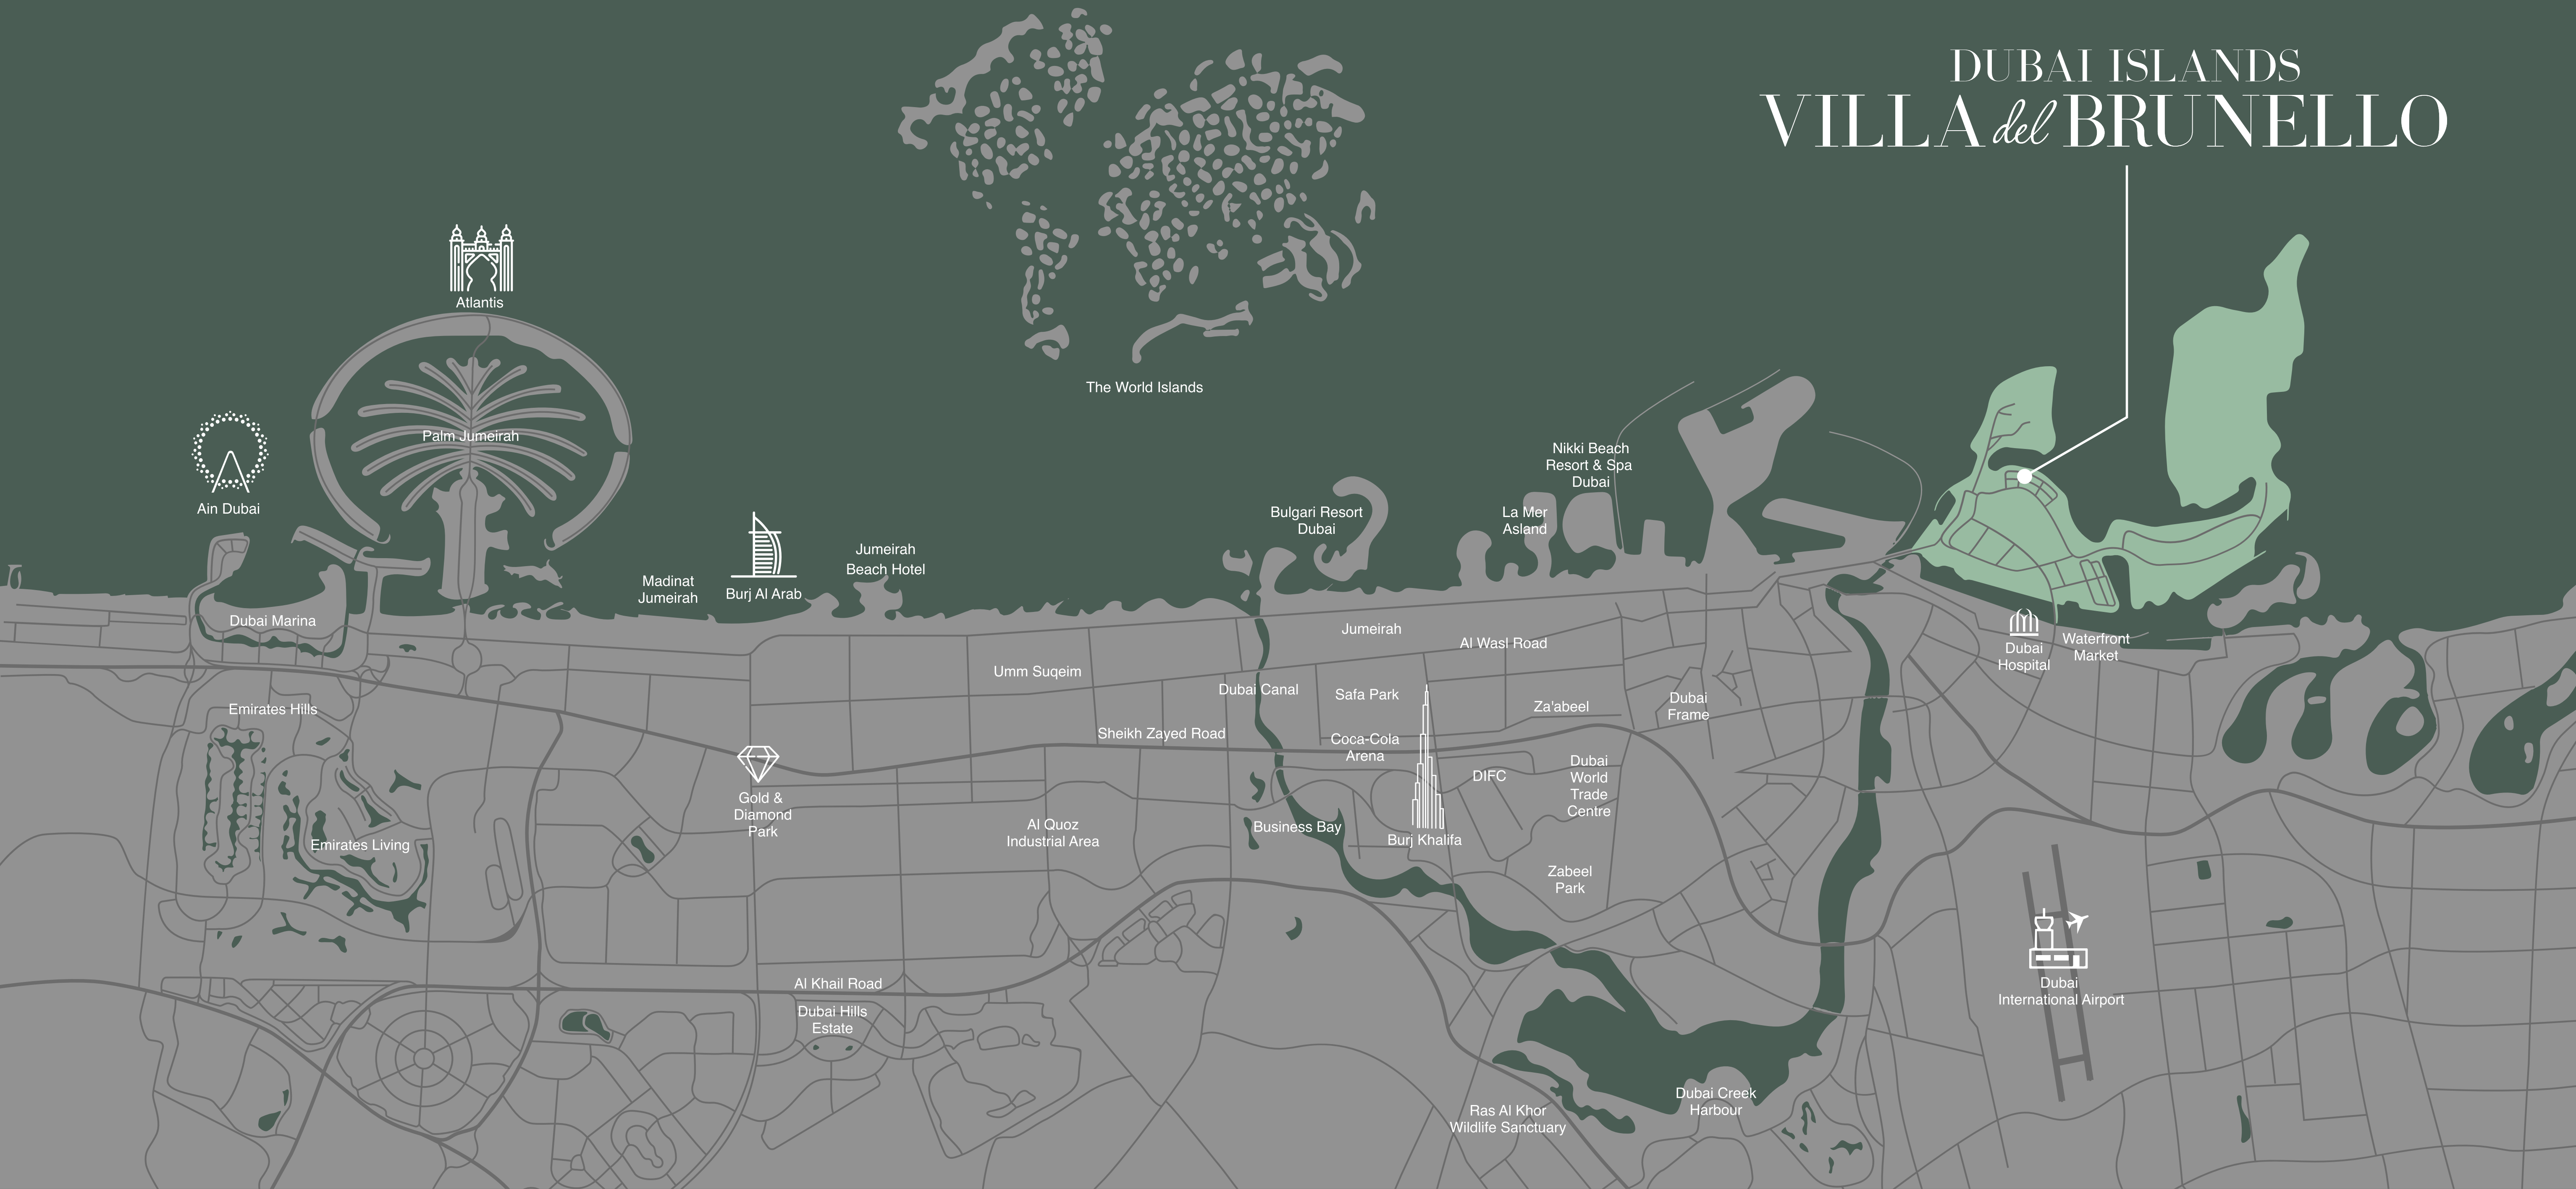 DUBAI ISLANDS
VILLA del BRUNELLO
Atlantis
The World Islands
Palm Jumeirah
Ain Dubai
Nikki Beach
Resort & Spa
Dubai
Bulgari Resort
Dubai
La Mer
Asland
Jumeirah
Beach Hotel
Madinat
Jumeirah
Burj Al Arab
Dubai Marina
Jumeirah
Al Wasl Road
Dubai
Hospital
Waterfront
Market
Umm Suqeim
Dubai Canal
Safa Park
Za'abeel
Dubai
Frame
Emirates Hills
Sheikh Zayed Road
Coca-Cola
Arena
DIFC
Dubai
World
Trade
Centre
Gold &
Diamond
Park
Al Quoz
Industrial Area
Business Bay
Burj Khalifa
Emirates Living
Zabeel
Park
Al Khail Road
Dubai
International Airport
Dubai Hills
Estate
Dubai Creek
Harbour
Ras Al Khor
Wildlife Sanctuary